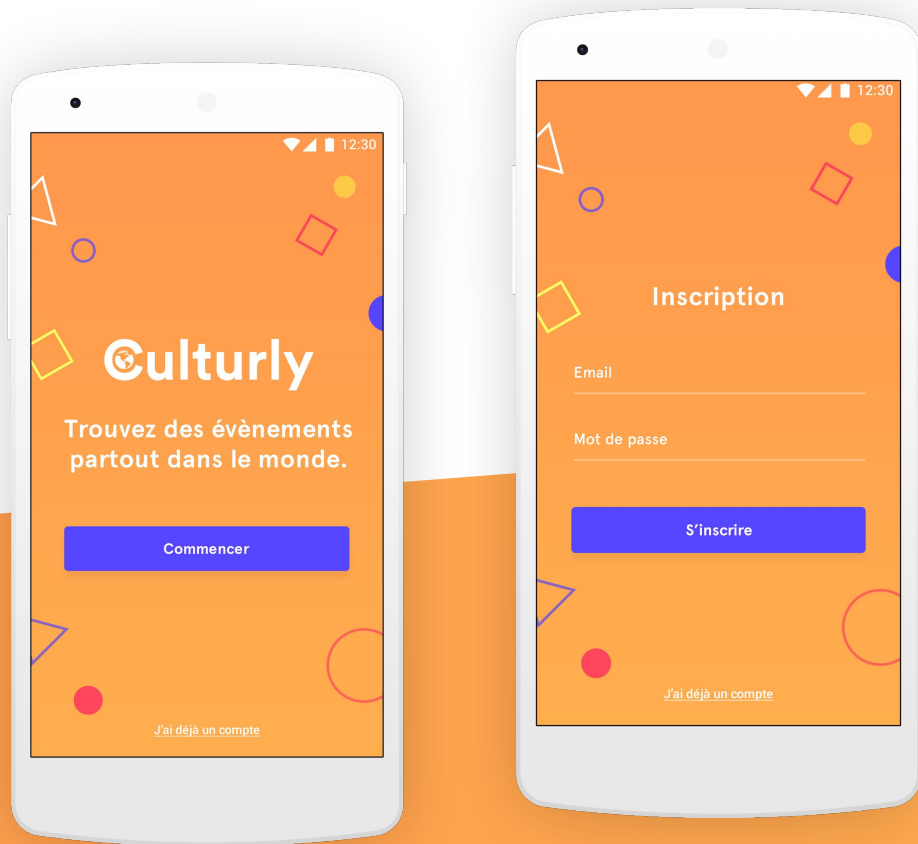 12:30
Culturly
Trouvez des évènements
partout dans le monde.
Commencer
J'ai déjà un compte
12:30
Inscription
Email
Mot de passe
S'inscrire
J'ai déjà un compte